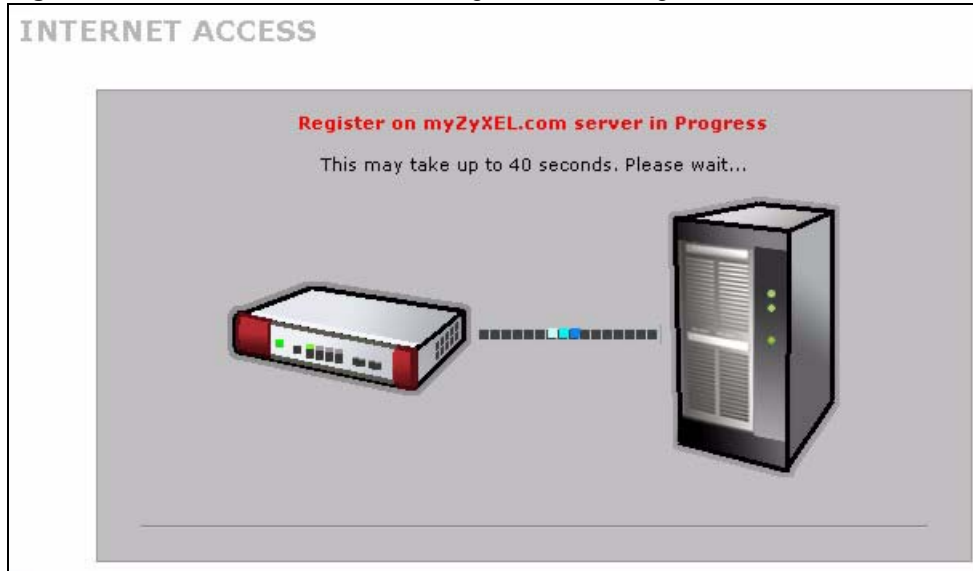 INTERNET ACCESS
Register on myZyXEL.com server in Progress
This may take up to 40 seconds. Please wait...